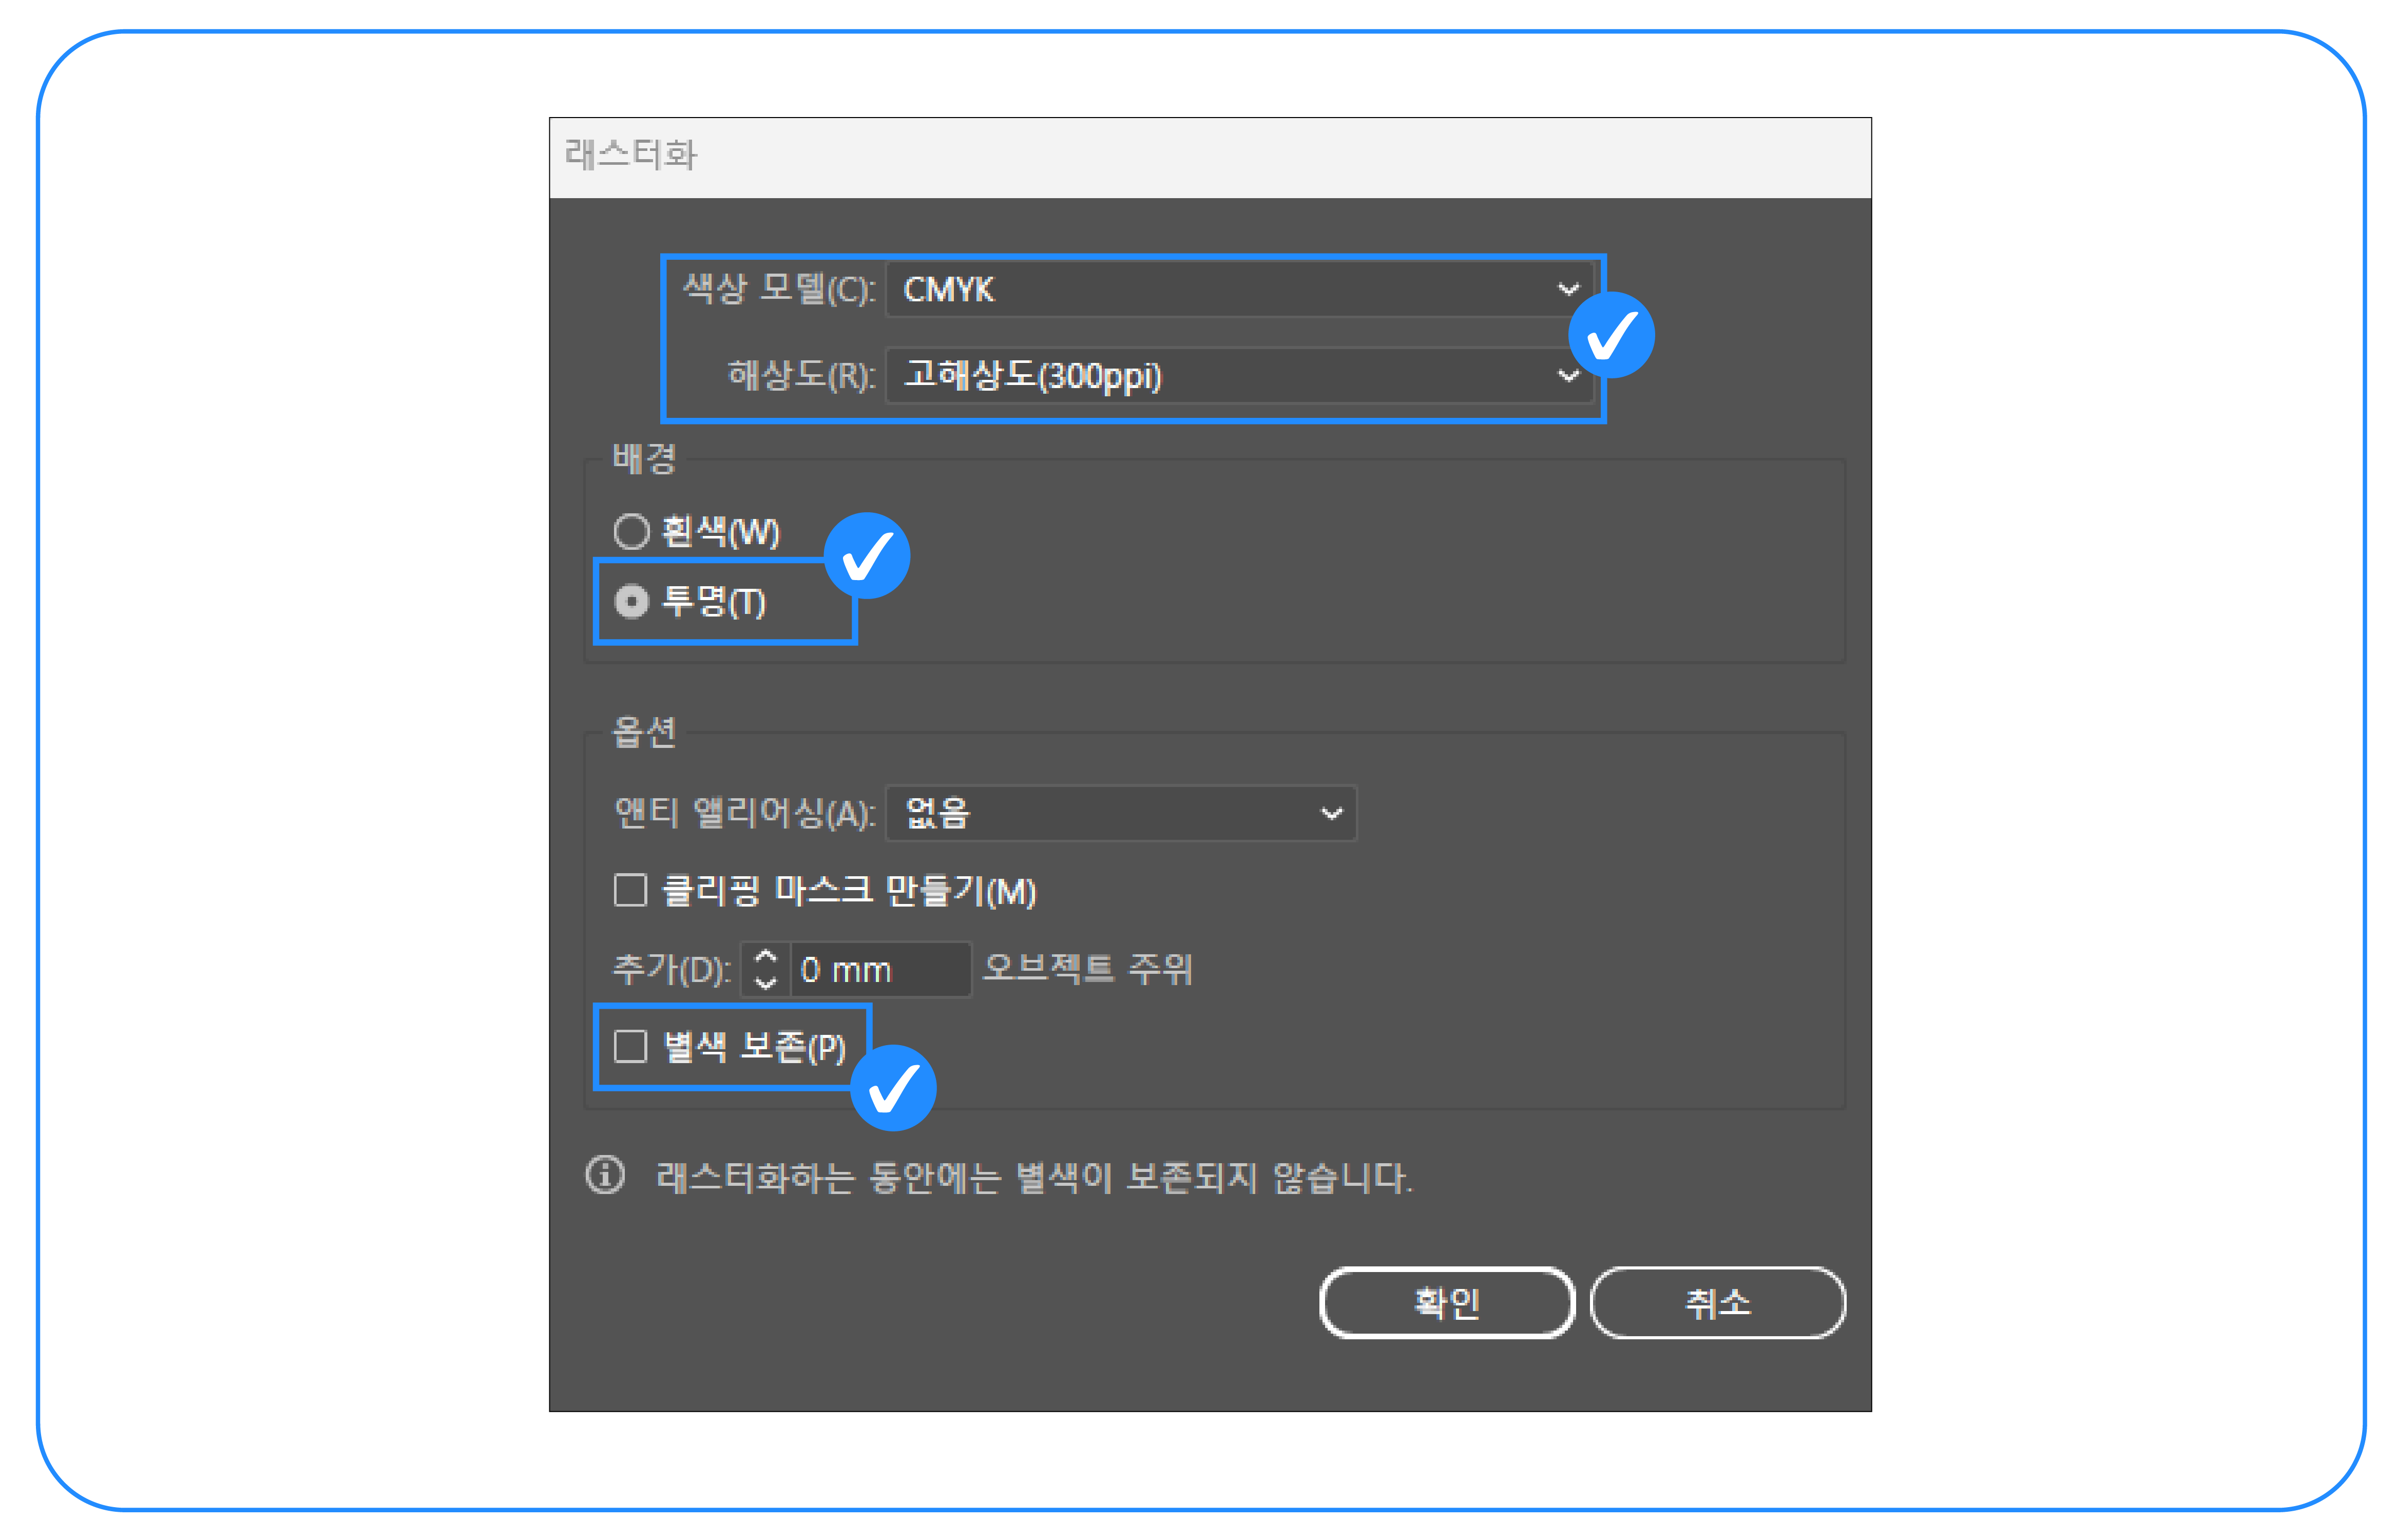 래스터화
색상 모델(C): CMYK
해상도(R): 고해상도(300ppi)
배경
흰색(W)
투명(T)
옵션
앤티 앨리어싱(A): 없음
클리핑 마스크 만들기(M)
추가(D): 0 mm 오브젝트 주위
별색 보존(P)
래스터화하는 동안에는 별색이 보존되지 않습니다.
확인 취소